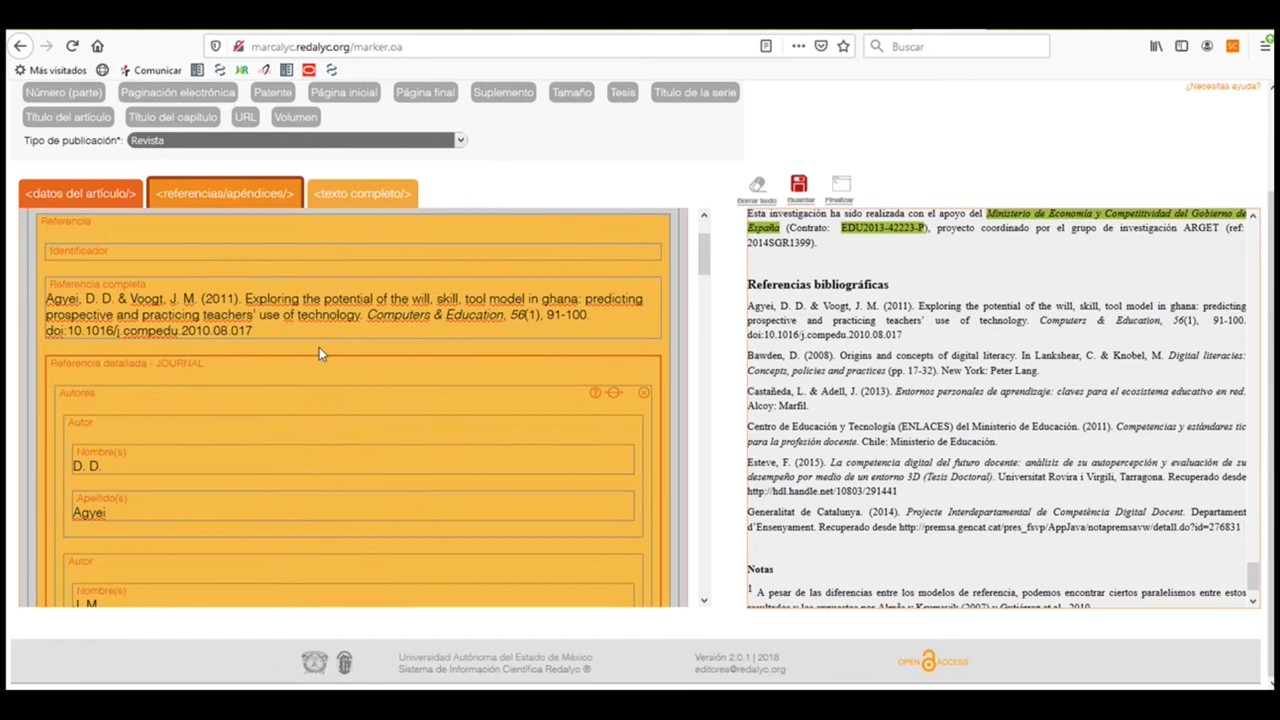 marcalyc.redalyc.org/marker.oa
Buscar
Más visitados
Comunicar
Número (parte) Paginación electrónica Patente Página inicial Página final Suplemento Tamaño Tesis Título de la serie
¿Necesitas ayuda?
Título del artículo Título del capítulo URL Volumen
Tipo de publicación*: Revista
<datos del artículo/> <referencias/apéndices/> <texto completo/>
Borrar texto Guardar Finalizar
Referencia
Identificador
Referencia completa
Agyei, D. D. & Voogt, J. M. (2011). Exploring the potential of the will, skill, tool model in ghana: predicting
prospective and practicing teachers' use of technology. Computers & Education, 56(1), 91-100.
doi:10.1016/j.compedu.2010.08.017
Referencia detallada - JOURNAL
Autores
Autor
Nombre(s)
D. D.
Apellido(s)
Agyei
Autor
Nombre(s)
J. M.
Esta investigación ha sido realizada con el apoyo del Ministerio de Economía y Competitividad del Gobierno de
España (Contrato: EDU2013-42223-P), proyecto coordinado por el grupo de investigación ARGET (ref:
2014SGR1399).
Referencias bibliográficas
Agyei, D. D. & Voogt, J. M. (2011). Exploring the potential of the will, skill, tool model in ghana: predicting
prospective and practicing teachers' use of technology. Computers & Education, 56(1), 91-100.
doi:10.1016/j.compedu.2010.08.017
Bawden, D. (2008). Origins and concepts of digital literacy. In Lankshear, C. & Knobel, M. Digital literacies:
Concepts, policies and practices (pp. 17-32). New York: Peter Lang.
Castañeda, L. & Adell, J. (2013). Entornos personales de aprendizaje: claves para el ecosistema educativo en red.
Alcoy: Marfil.
Centro de Educación y Tecnología (ENLACES) del Ministerio de Educación. (2011). Competencias y estándares tic
para la profesión docente. Chile: Ministerio de Educación.
Esteve, F. (2015). La competencia digital del futuro docente: análisis de su autopercepción y evaluación de su
desempeño por medio de un entorno 3D (Tesis Doctoral). Universitat Rovira i Virgili, Tarragona. Recuperado desde
http://hdl.handle.net/10803/291441
Generalitat de Catalunya. (2014). Projecte Interdepartamental de Competència Digital Docent. Departament
d'Ensenyament. Recuperado desde http://premsa.gencat.cat/pres_fsvp/AppJava/notapremsavw/detall.do?id=276831
Notas
1 A pesar de las diferencias entre los modelos de referencia, podemos encontrar ciertos paralelismos entre estos
Universidad Autónoma del Estado de México
Sistema de Información Científica Redalyc ®
Versión 2.0.1 | 2018
editores@redalyc.org
OPEN ACCESS